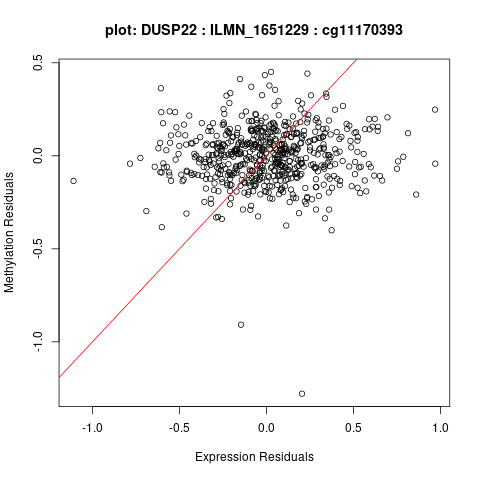 plot: DUSP22 : ILMN_1651229 : cg11170393
Methylation Residuals
0.5
0.0
-0.5
-1.0
-1.0 -0.5 0.0 0.5 1.0
Expression Residuals